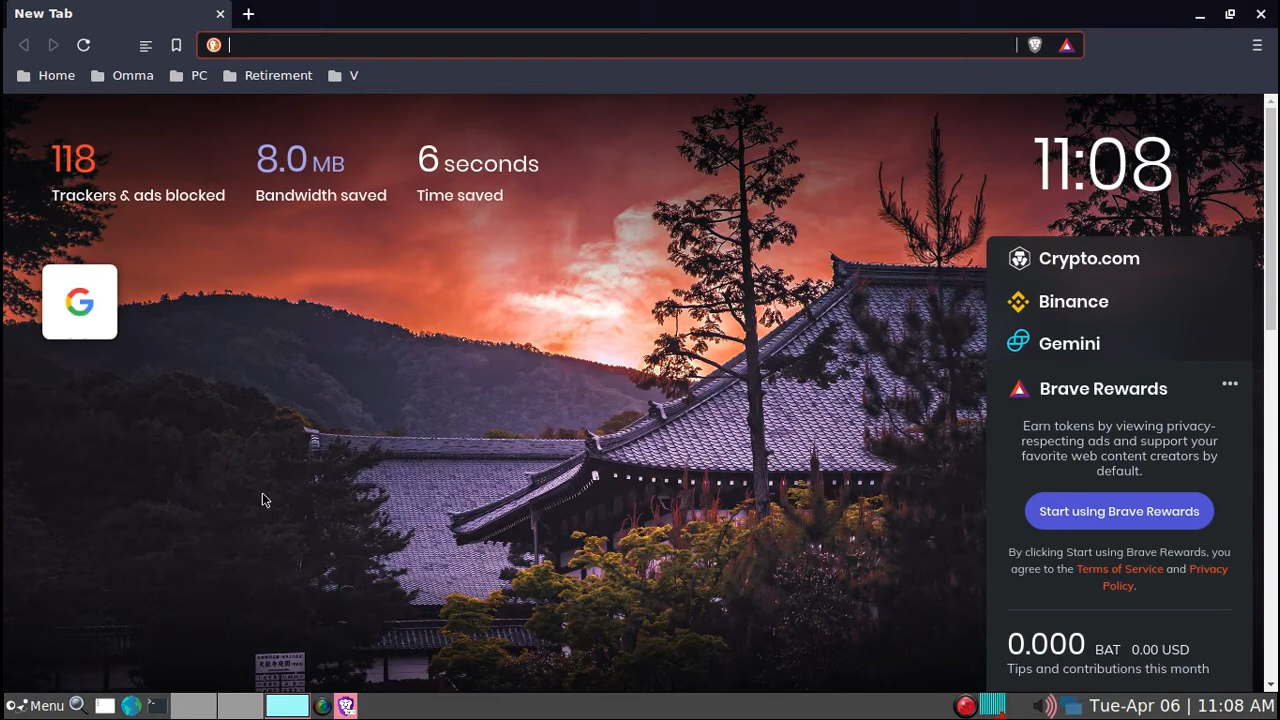 New Tab
Home
Omma
PC
Retirement
V
118
Trackers & ads blocked
8.0 MB
Bandwidth saved
6 seconds
Time saved
11:08
Crypto.com
Binance
Gemini
Brave Rewards
Earn tokens by viewing privacy-
respecting ads and support your
favorite web content creators by
default.
Start using Brave Rewards
By clicking Start using Brave Rewards, you
agree to the Terms of Service and Privacy
Policy.
0.000 BAT 0.00 USD
Tips and contributions this month
Menu
Tue-Apr 06 | 11:08 AM